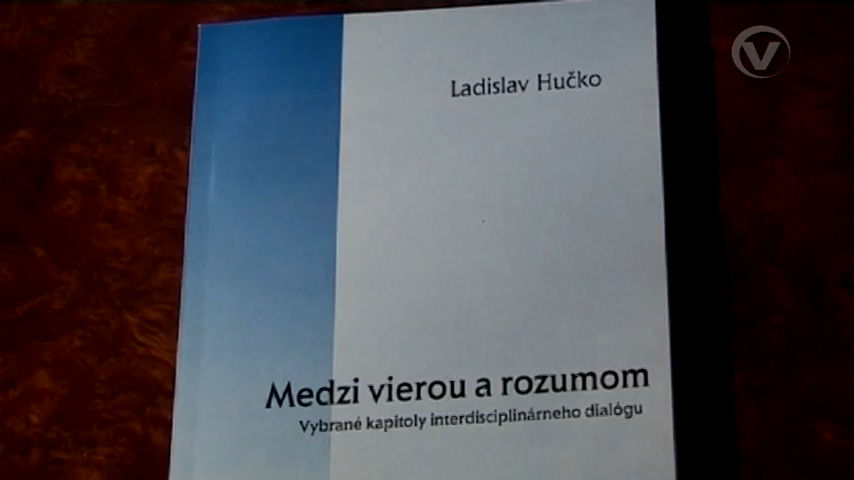 V
Ladislav Hučko
Medzi vierou a rozumom
Vybrané kapitoly interdisciplinárneho dialógu